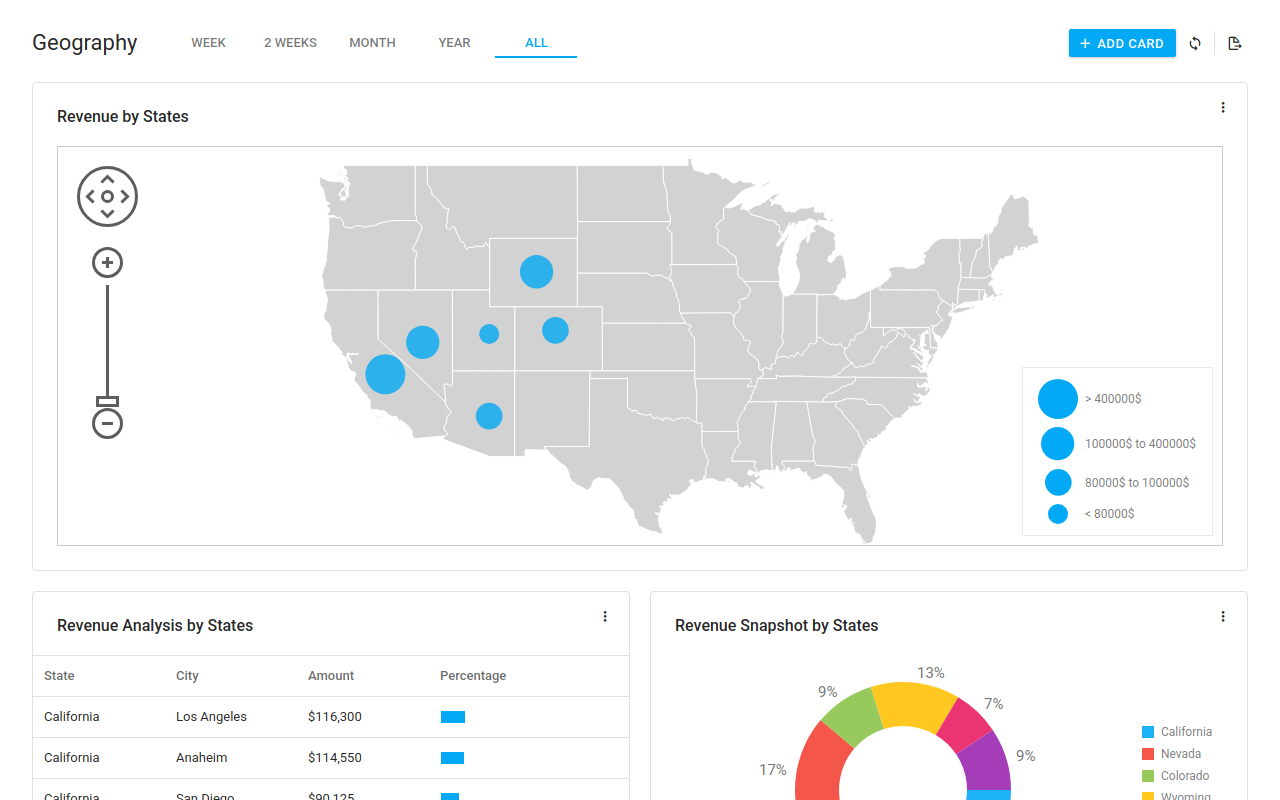 Geography
WEEK
2 WEEKS
MONTH
YEAR
ALL
+ ADD CARD
Revenue by States
> 400000$
100000$ to 400000$
80000$ to 100000$
< 80000$
Revenue Analysis by States
State City Amount Percentage
California Los Angeles $116,300
California Anaheim $114,550
California San Diego $90,125
Revenue Snapshot by States
13%
9%
7%
9%
17%
California
Nevada
Colorado
Wyoming